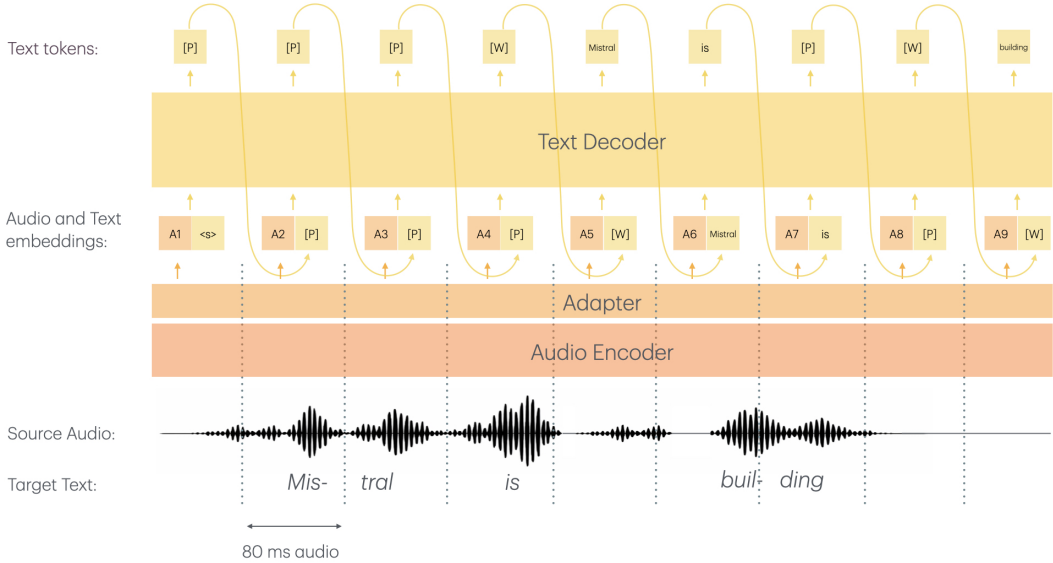 Text tokens: [P] [P] [P] [W] Mistral is [P] [W] building
Text Decoder
Audio and Text
embeddings: A1 <s> A2 [P] A3 [P] A4 [P] A5 [W] A6 Mistral A7 is A8 [P] A9 [W]
Adapter
Audio Encoder
Source Audio:
Target Text: Mis- tral is buil- ding
80 ms audio